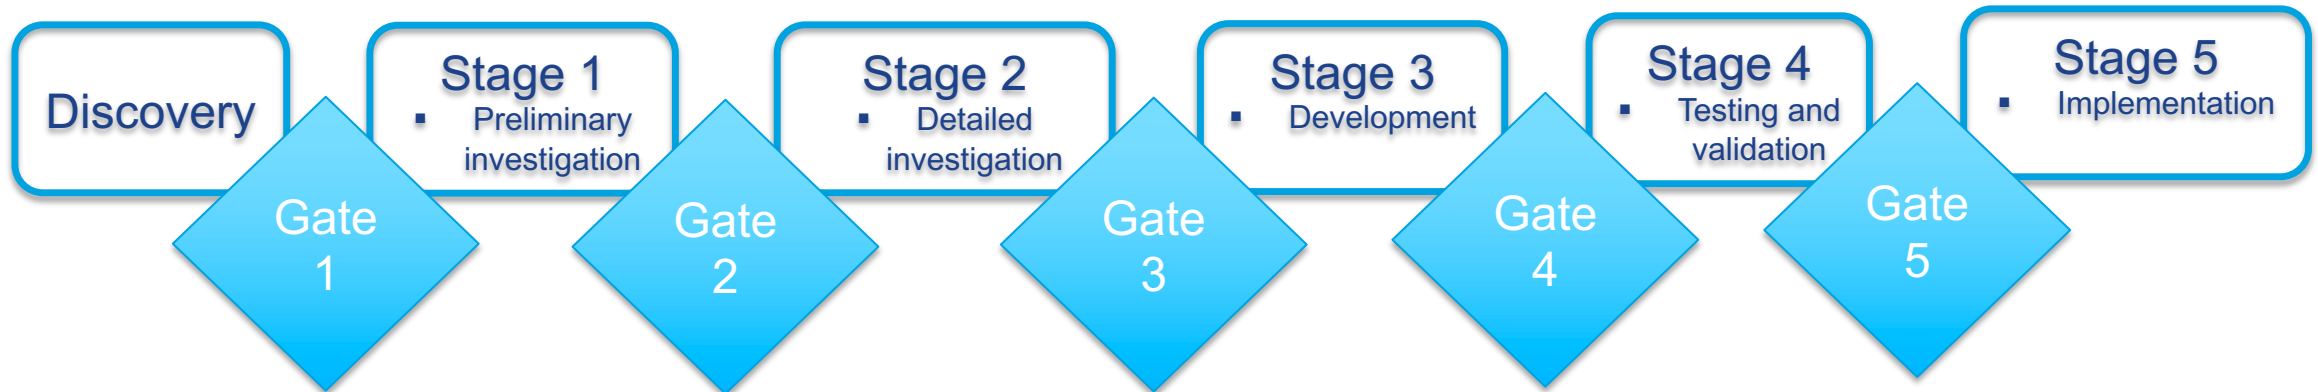 Discovery
Gate
1
Stage 1
▪ Preliminary
investigation
Gate
2
Stage 2
▪ Detailed
investigation
Gate
3
Stage 3
▪ Development
Gate
4
Stage 4
▪ Testing and
validation
Gate
5
Stage 5
▪ Implementation